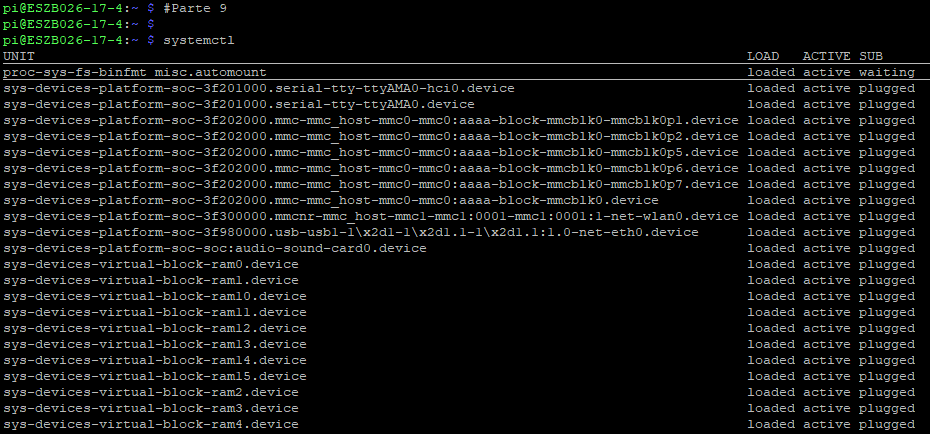 pi@ESZB026-17-4:~ $ #Parte 9
pi@ESZB026-17-4:~ $
pi@ESZB026-17-4:~ $ systemctl
UNIT LOAD ACTIVE SUB
proc-sys-fs-binfmt_misc.automount loaded active waiting
sys-devices-platform-soc-3f201000.serial-tty-ttyAMA0-hci0.device loaded active plugged
sys-devices-platform-soc-3f201000.serial-tty-ttyAMA0.device loaded active plugged
sys-devices-platform-soc-3f202000.mmc-mmc_host-mmc0-mmc0:aaaa-block-mmcblk0-mmcblk0p1.device loaded active plugged
sys-devices-platform-soc-3f202000.mmc-mmc_host-mmc0-mmc0:aaaa-block-mmcblk0-mmcblk0p2.device loaded active plugged
sys-devices-platform-soc-3f202000.mmc-mmc_host-mmc0-mmc0:aaaa-block-mmcblk0-mmcblk0p5.device loaded active plugged
sys-devices-platform-soc-3f202000.mmc-mmc_host-mmc0-mmc0:aaaa-block-mmcblk0-mmcblk0p6.device loaded active plugged
sys-devices-platform-soc-3f202000.mmc-mmc_host-mmc0-mmc0:aaaa-block-mmcblk0-mmcblk0p7.device loaded active plugged
sys-devices-platform-soc-3f202000.mmc-mmc_host-mmc0-mmc0:aaaa-block-mmcblk0.device loaded active plugged
sys-devices-platform-soc-3f300000.mmcnr-mmc_host-mmc1-mmc1:0001-mmc1:0001:1-net-wlan0.device loaded active plugged
sys-devices-platform-soc-3f980000.usb-usb1-1\x2d1-1\x2d1.1-1\x2d1.1:1.0-net-eth0.device loaded active plugged
sys-devices-platform-soc-soc:audio-sound-card0.device loaded active plugged
sys-devices-virtual-block-ram0.device loaded active plugged
sys-devices-virtual-block-ram1.device loaded active plugged
sys-devices-virtual-block-ram10.device loaded active plugged
sys-devices-virtual-block-ram11.device loaded active plugged
sys-devices-virtual-block-ram12.device loaded active plugged
sys-devices-virtual-block-ram13.device loaded active plugged
sys-devices-virtual-block-ram14.device loaded active plugged
sys-devices-virtual-block-ram15.device loaded active plugged
sys-devices-virtual-block-ram2.device loaded active plugged
sys-devices-virtual-block-ram3.device loaded active plugged
sys-devices-virtual-block-ram4.device loaded active plugged